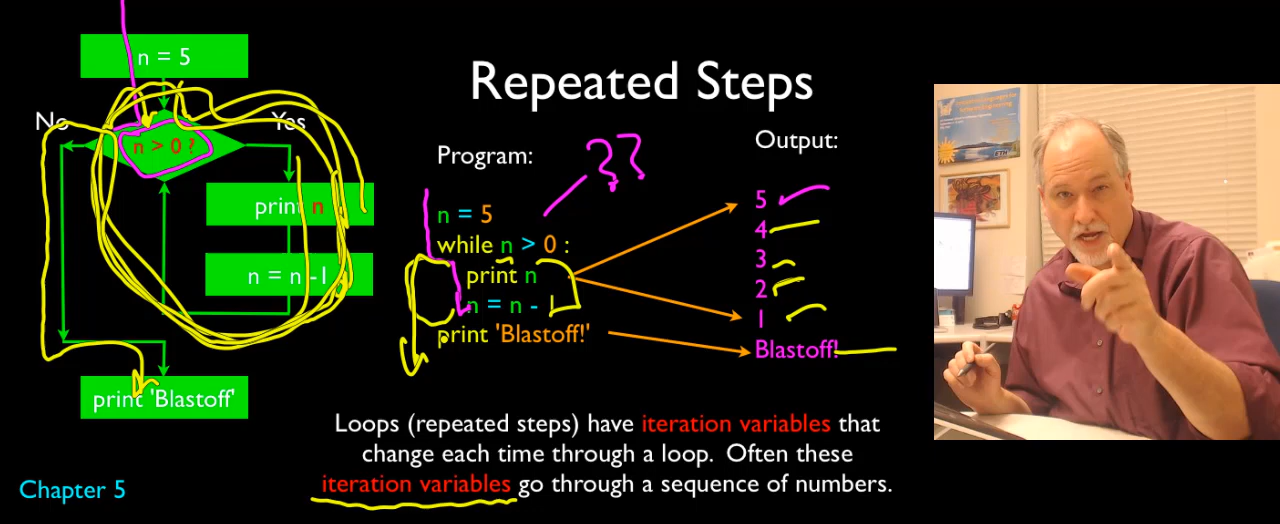 n = 5
No
Yes
n > 0 ?
print n
n = n -1
print 'Blastoff'
Repeated Steps
Program:
n = 5
while n > 0 :
print n
n = n - 1
print 'Blastoff!'
??
Output:
5
4
3
2
1
Blastoff!
Loops (repeated steps) have iteration variables that
change each time through a loop. Often these
iteration variables go through a sequence of numbers.
Chapter 5